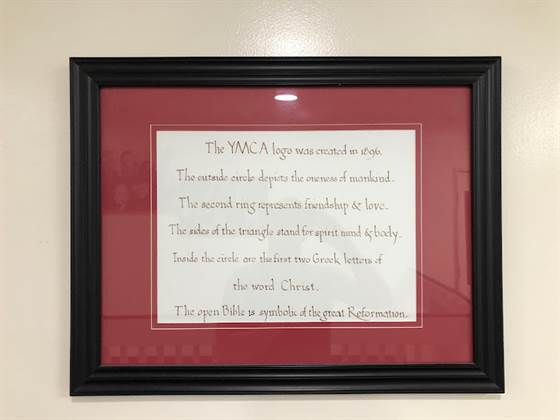 The YMCA logo was created in 1896.
The outside circle depicts the oneness of mankind.
The second ring represents friendship & love.
The sides of the triangle stand for spirit, mind & body.
Inside the circle are the first two Greek letters of
the word Christ.
The open Bible is symbolic of the great Reformation.